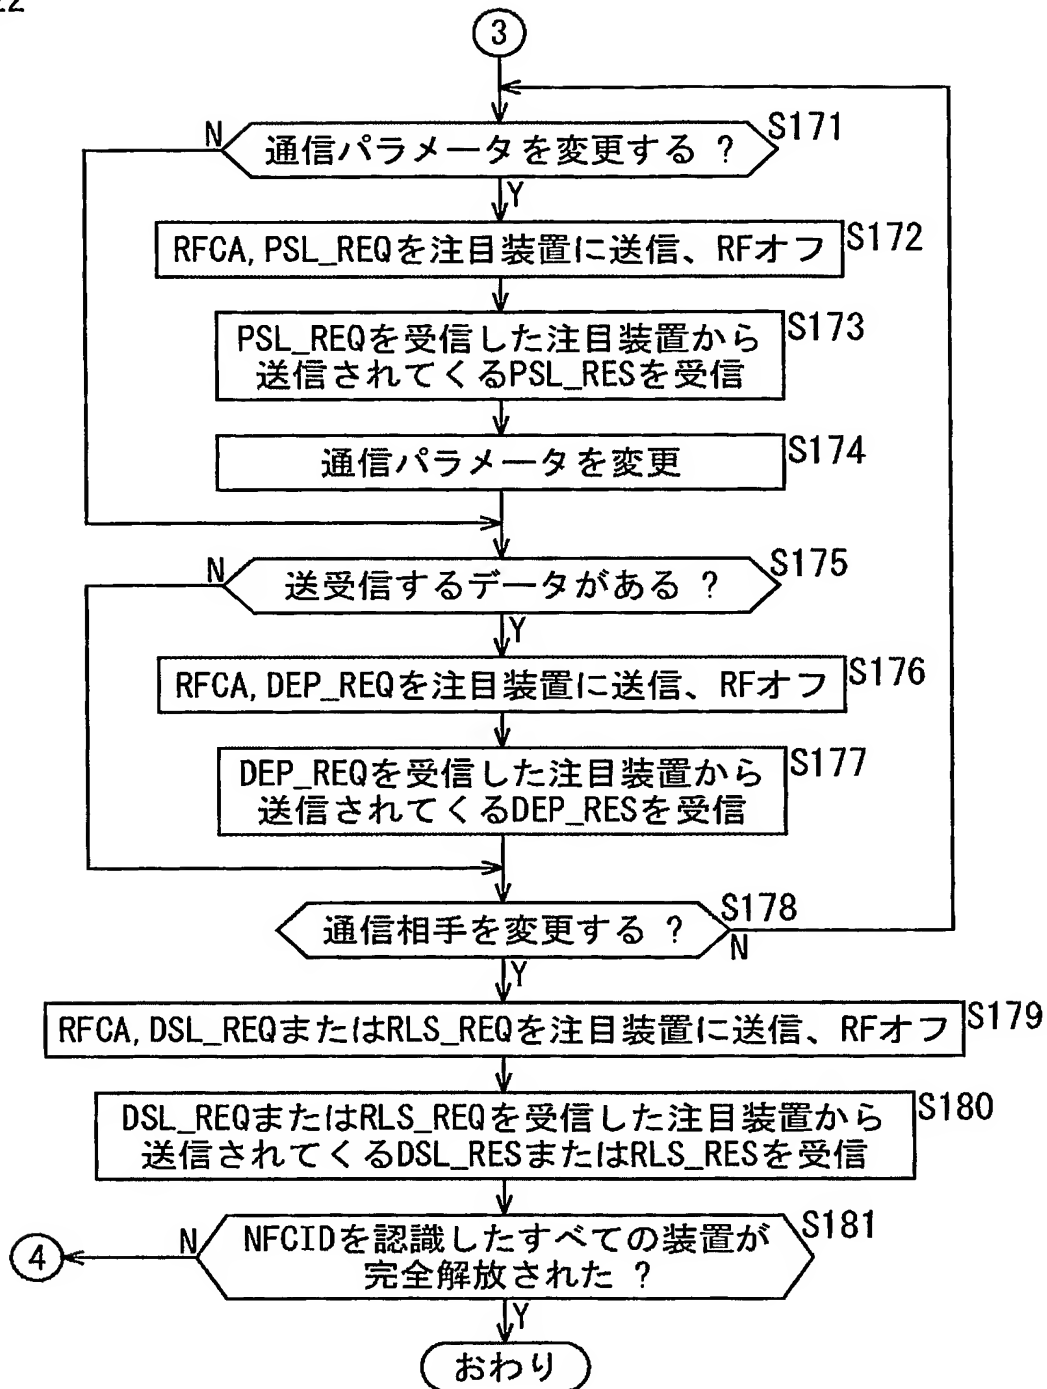 22
3
N
通信パラメータを変更する ?
S171
Y
RFCA, PSL_REQを注目装置に送信、RFオフ
S172
PSL_REQを受信した注目装置から
送信されてくるPSL_RESを受信
S173
通信パラメータを変更
S174
N
送受信するデータがある ?
S175
Y
RFCA, DEP_REQを注目装置に送信、RFオフ
S176
DEP_REQを受信した注目装置から
送信されてくるDEP_RESを受信
S177
通信相手を変更する ?
S178
N
Y
RFCA, DSL_REQまたはRLS_REQを注目装置に送信、RFオフ
S179
DSL_REQまたはRLS_REQを受信した注目装置から
送信されてくるDSL_RESまたはRLS_RESを受信
S180
4
N
NFCIDを認識したすべての装置が
完全解放された ?
S181
Y
おわり